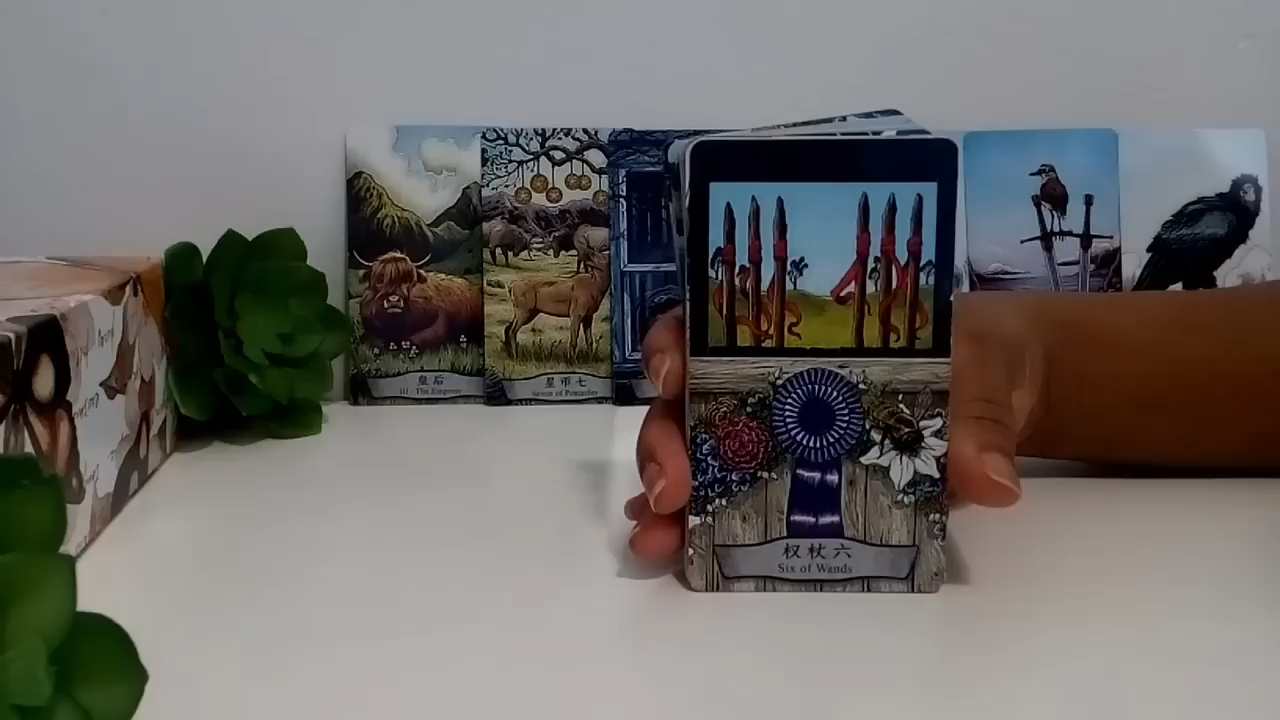 皇后
III - The Empress
星币七
Seven of Pentacles
权杖六
Six of Wands